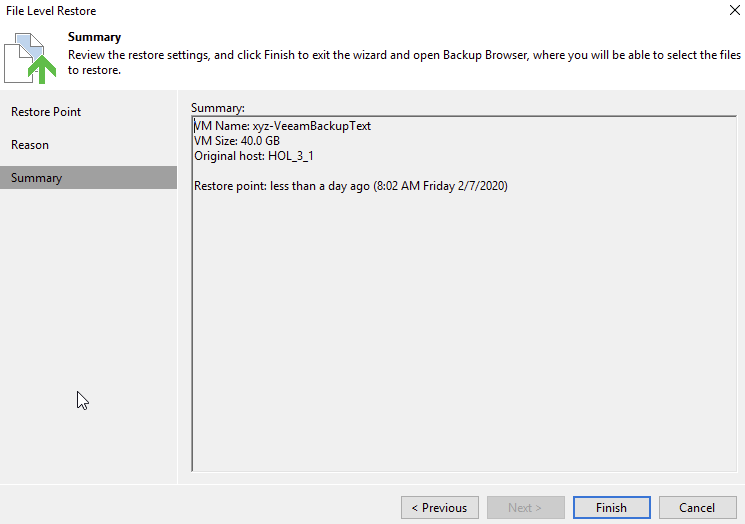 File Level Restore
Summary
Review the restore settings, and click Finish to exit the wizard and open Backup Browser, where you will be able to select the files
to restore.
Restore Point
Reason
Summary
Summary:
VM Name: xyz-VeeamBackupText
VM Size: 40.0 GB
Original host: HOL_3_1
Restore point: less than a day ago (8:02 AM Friday 2/7/2020)
< Previous
Next >
Finish
Cancel